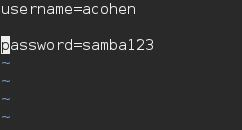 username=acohen
password=samba123
~
~
~
~